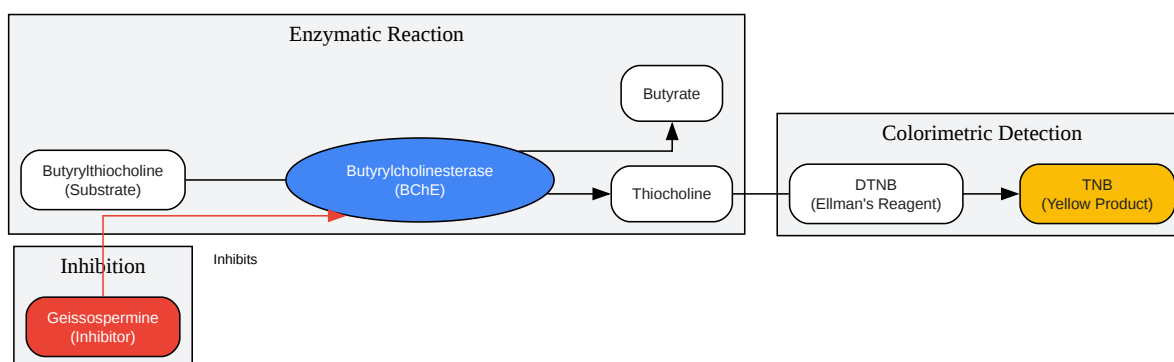 Enzymatic Reaction
Butyrate
Butyrylthiocholine
(Substrate)
Butyrylcholinesterase
(BChE)
Thiocholine
Colorimetric Detection
DTNB
(Ellman's Reagent)
TNB
(Yellow Product)
Inhibition
Inhibits
Geissospermine
(Inhibitor)